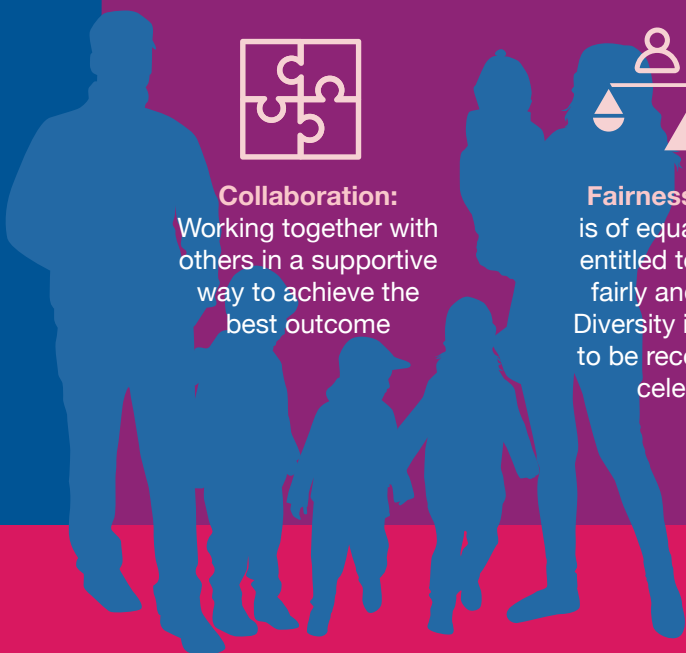 Collaboration:
Working together with
others in a supportive
way to achieve the
best outcome
Fairness
is of equa
entitled to
fairly and
Diversity i
to be reco
cele